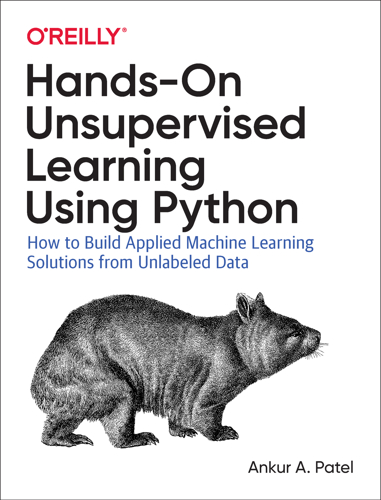 O'REILLY®
Hands-On
Unsupervised
Learning
Using Python
How to Build Applied Machine Learning
Solutions from Unlabeled Data
Ankur A. Patel